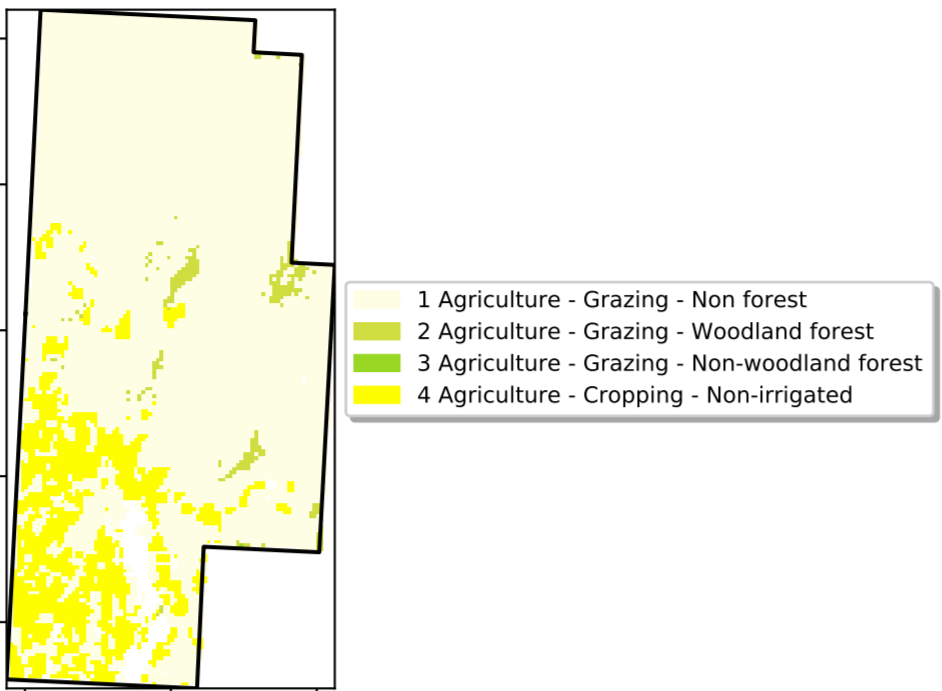 1 Agriculture - Grazing - Non forest
2 Agriculture - Grazing - Woodland forest
3 Agriculture - Grazing - Non-woodland forest
4 Agriculture - Cropping - Non-irrigated